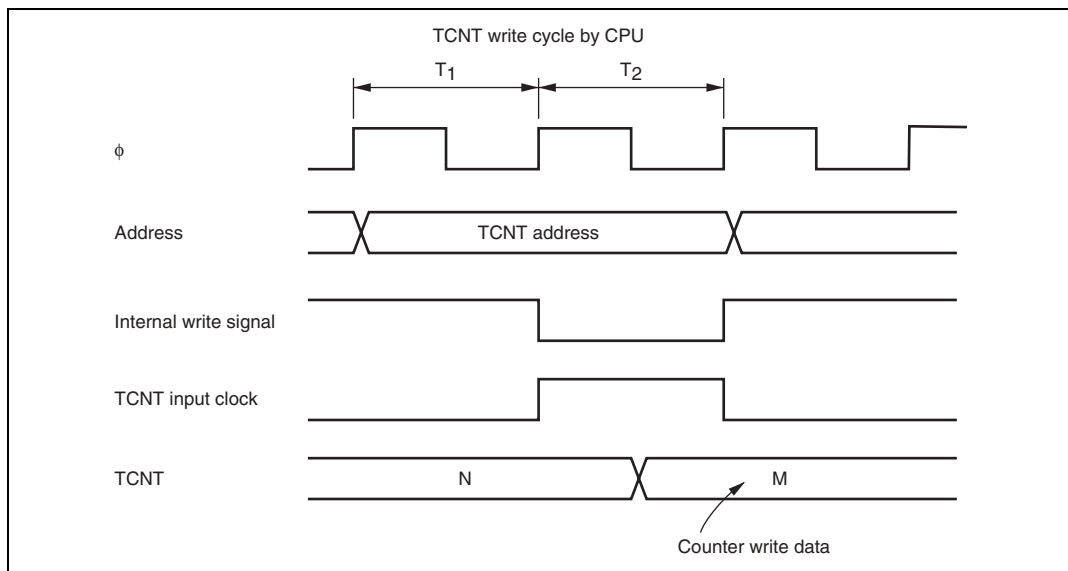 TCNT write cycle by CPU
T1 T2
ϕ
Address TCNT address
Internal write signal
TCNT input clock
TCNT N M
Counter write data